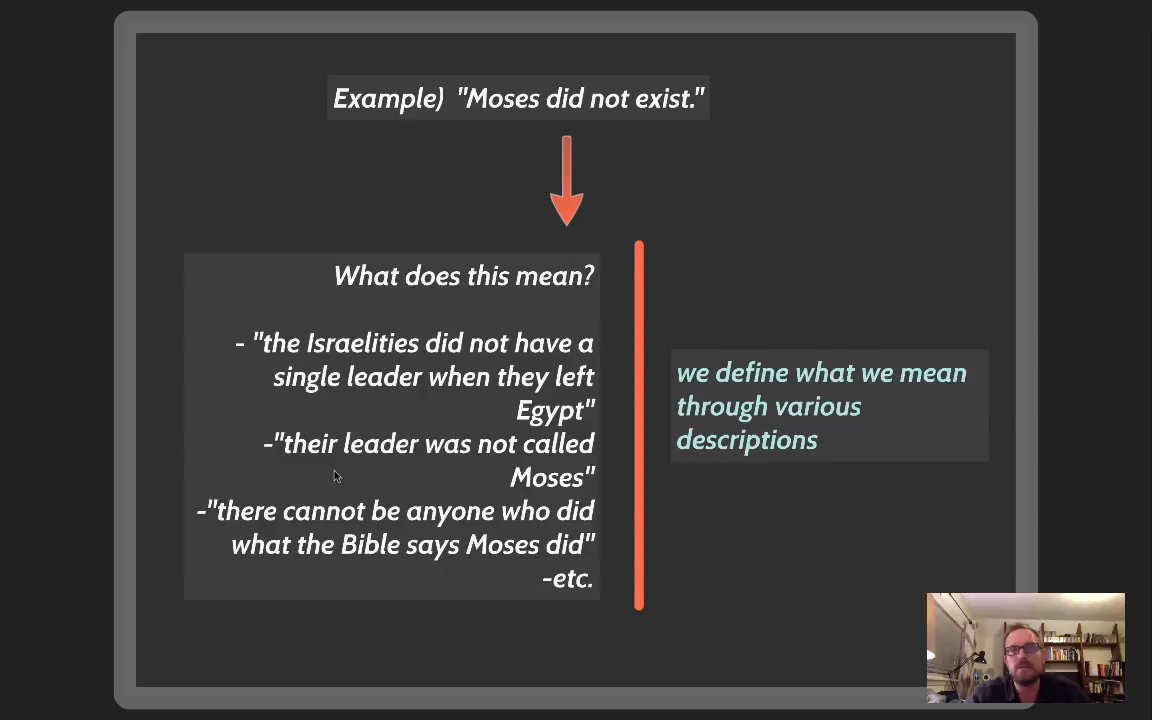 Example)  "Moses did not exist."
What does this mean?
- "the Israelities did not have a
single leader when they left
Egypt"
-"their leader was not called
Moses"
-"there cannot be anyone who did
what the Bible says Moses did"
-etc.
we define what we mean
through various
descriptions